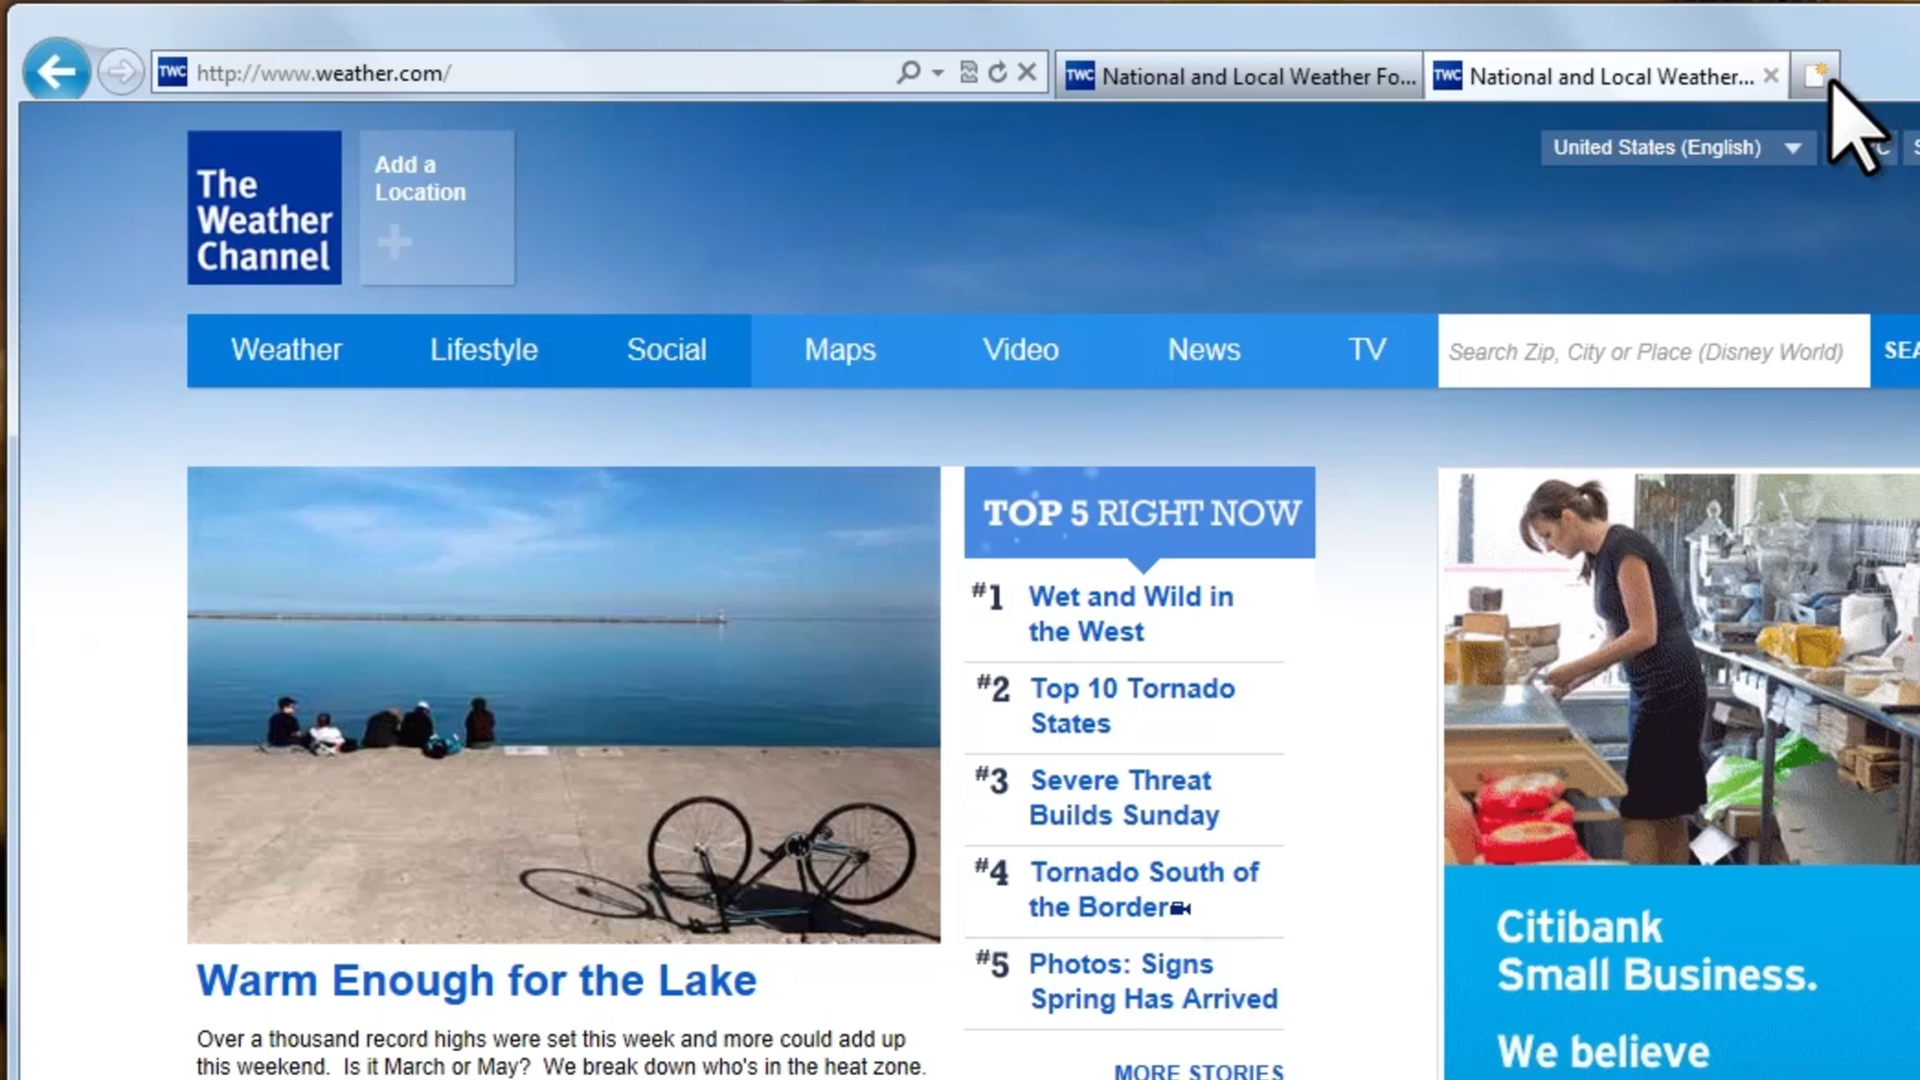 TWC http://www.weather.com/
TWC National and Local Weather Fo...
TWC National and Local Weather...
The
Weather
Channel
Add a
Location
United States (English)
Weather Lifestyle Social Maps Video News TV
Search Zip, City or Place (Disney World)
TOP 5 RIGHT NOW
#1 Wet and Wild in
the West
#2 Top 10 Tornado
States
#3 Severe Threat
Builds Sunday
#4 Tornado South of
the Border
#5 Photos: Signs
Spring Has Arrived
MORE STORIES
Warm Enough for the Lake
Over a thousand record highs were set this week and more could add up
this weekend. Is it March or May? We break down who's in the heat zone.
Citibank
Small Business.
We believe